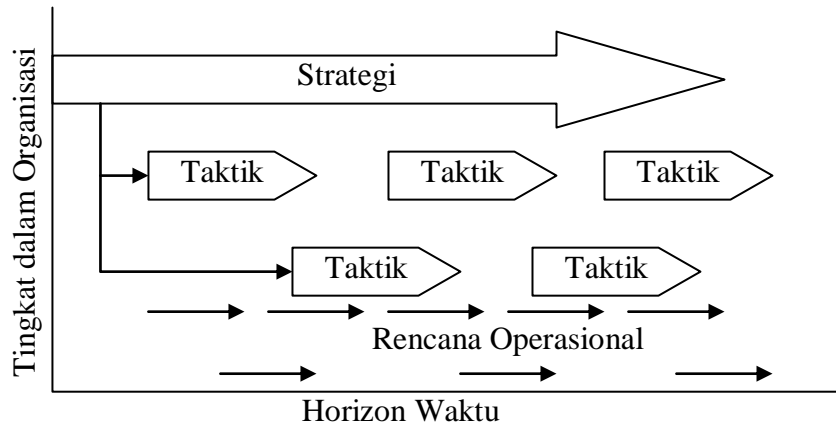 Tingkat dalam Organisasi
Strategi
Taktik
Taktik
Taktik
Taktik
Taktik
Rencana Operasional
Horizon Waktu